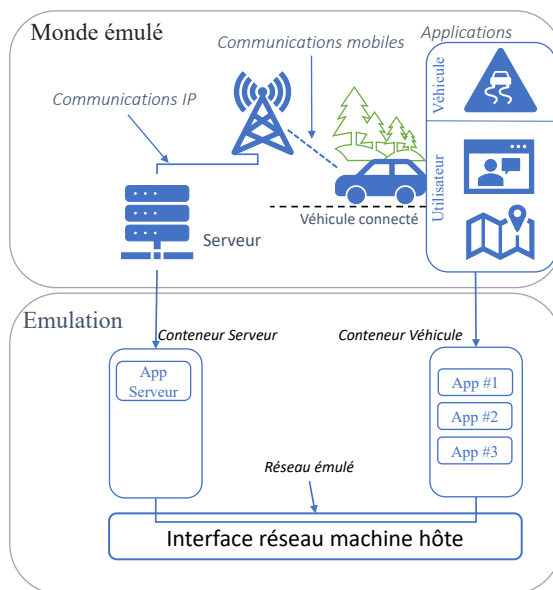 Monde émulé
Applications
Communications mobiles
Communications IP
Véhicule
Utilisateur
Véhicule connecté
Serveur
Emulation
Conteneur Serveur
Conteneur Véhicule
App
Serveur
App #1
App #2
App #3
Réseau émulé
Interface réseau machine hôte